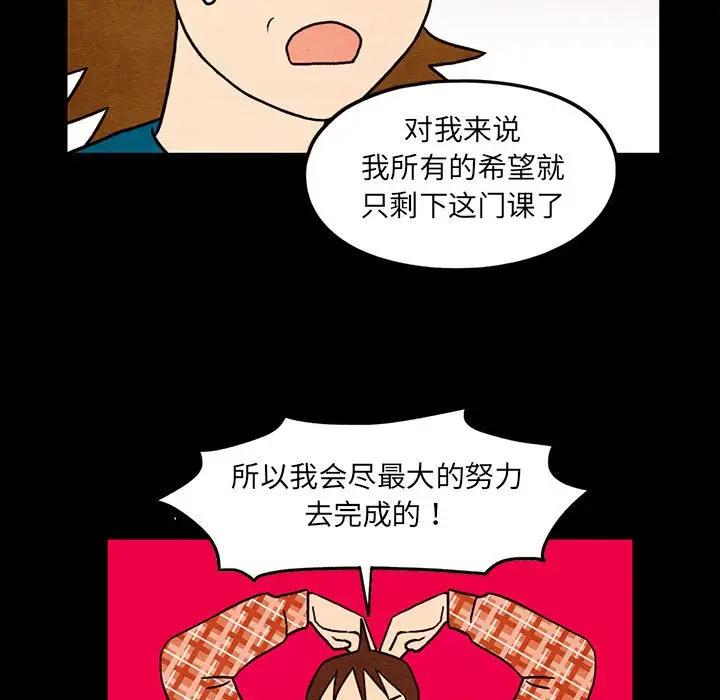 对我来说
我所有的希望就
只剩下这门课了
所以我会尽最大的努力
去完成的！